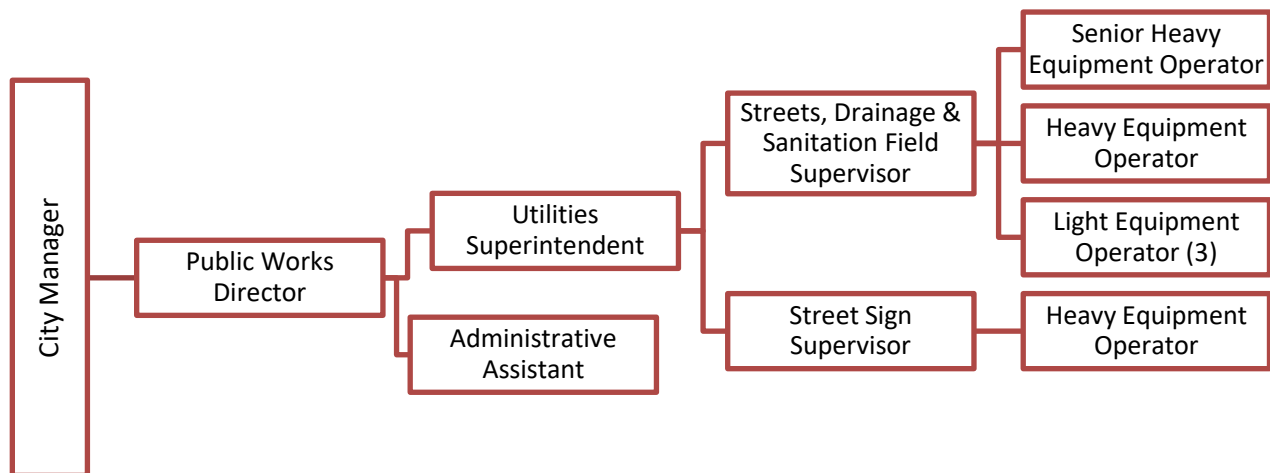 City Manager
Public Works
Director
Utilities
Superintendent
Administrative
Assistant
Streets, Drainage &
Sanitation Field
Supervisor
Street Sign
Supervisor
Senior Heavy
Equipment Operator
Heavy Equipment
Operator
Light Equipment
Operator (3)
Heavy Equipment
Operator